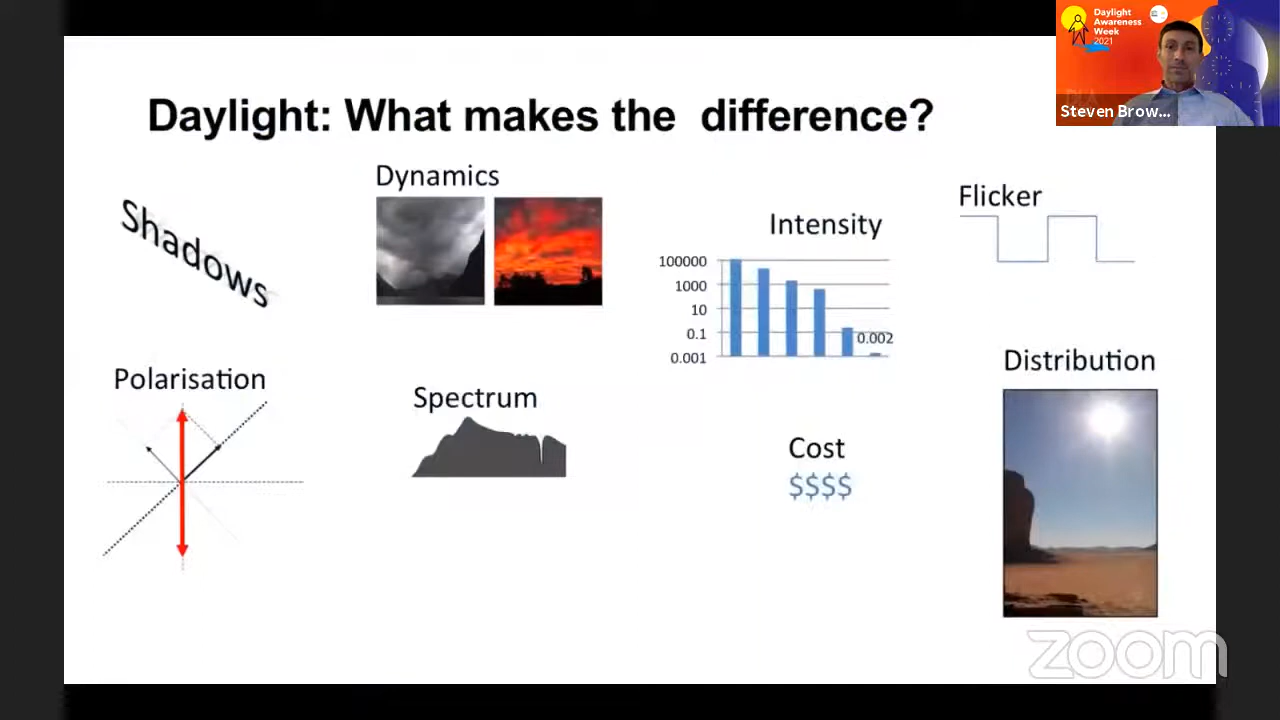 Daylight
Awareness
Week
2021
Steven Brow...
Daylight: What makes the  difference?
Shadows
Dynamics
Intensity
100000
1000
10
0.1
0.001
0.002
Flicker
Polarisation
Spectrum
Cost
$$$$
Distribution
zoom